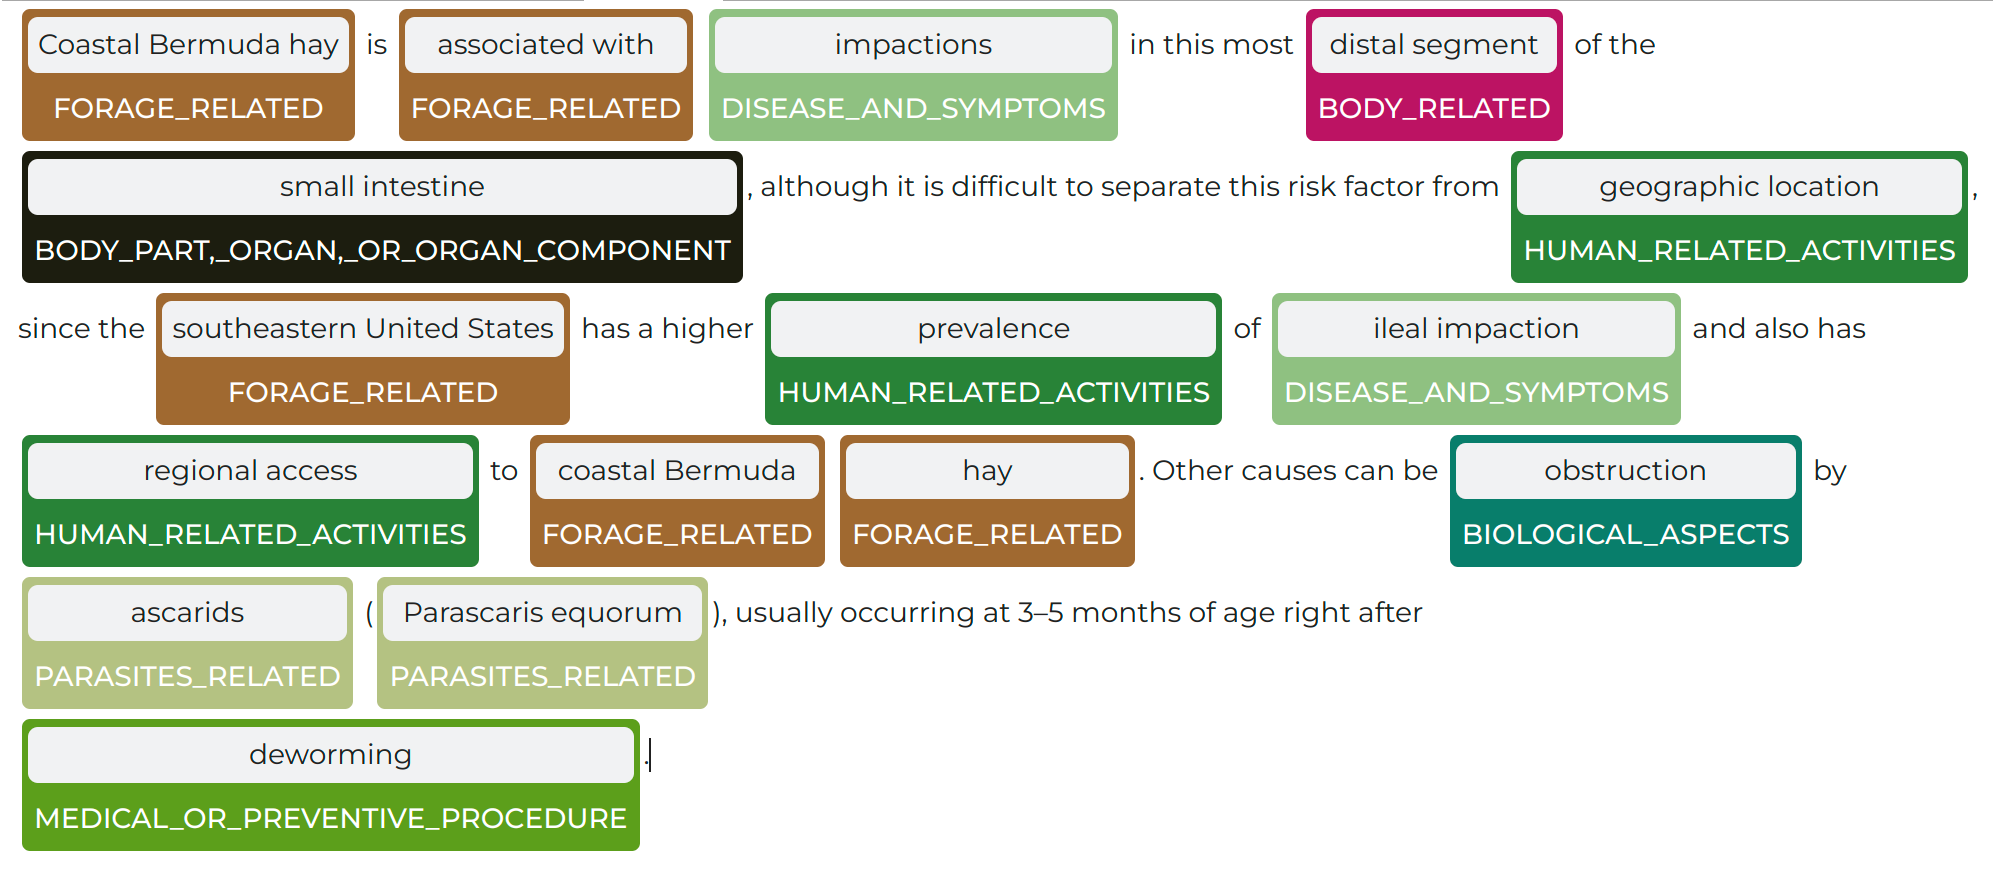 Coastal Bermuda hay is associated with impactions in this most distal segment of the
FORAGE_RELATED FORAGE_RELATED DISEASE_AND_SYMPTOMS BODY_RELATED
small intestine , although it is difficult to separate this risk factor from geographic location ,
BODY_PART,_ORGAN,_OR_ORGAN_COMPONENT HUMAN_RELATED_ACTIVITIES
since the southeastern United States has a higher prevalence of ileal impaction and also has
FORAGE_RELATED HUMAN_RELATED_ACTIVITIES DISEASE_AND_SYMPTOMS
regional access to coastal Bermuda hay . Other causes can be obstruction by
HUMAN_RELATED_ACTIVITIES FORAGE_RELATED FORAGE_RELATED BIOLOGICAL_ASPECTS
ascarids ( Parascaris equorum ), usually occurring at 3–5 months of age right after
PARASITES_RELATED PARASITES_RELATED
deworming .
MEDICAL_OR_PREVENTIVE_PROCEDURE